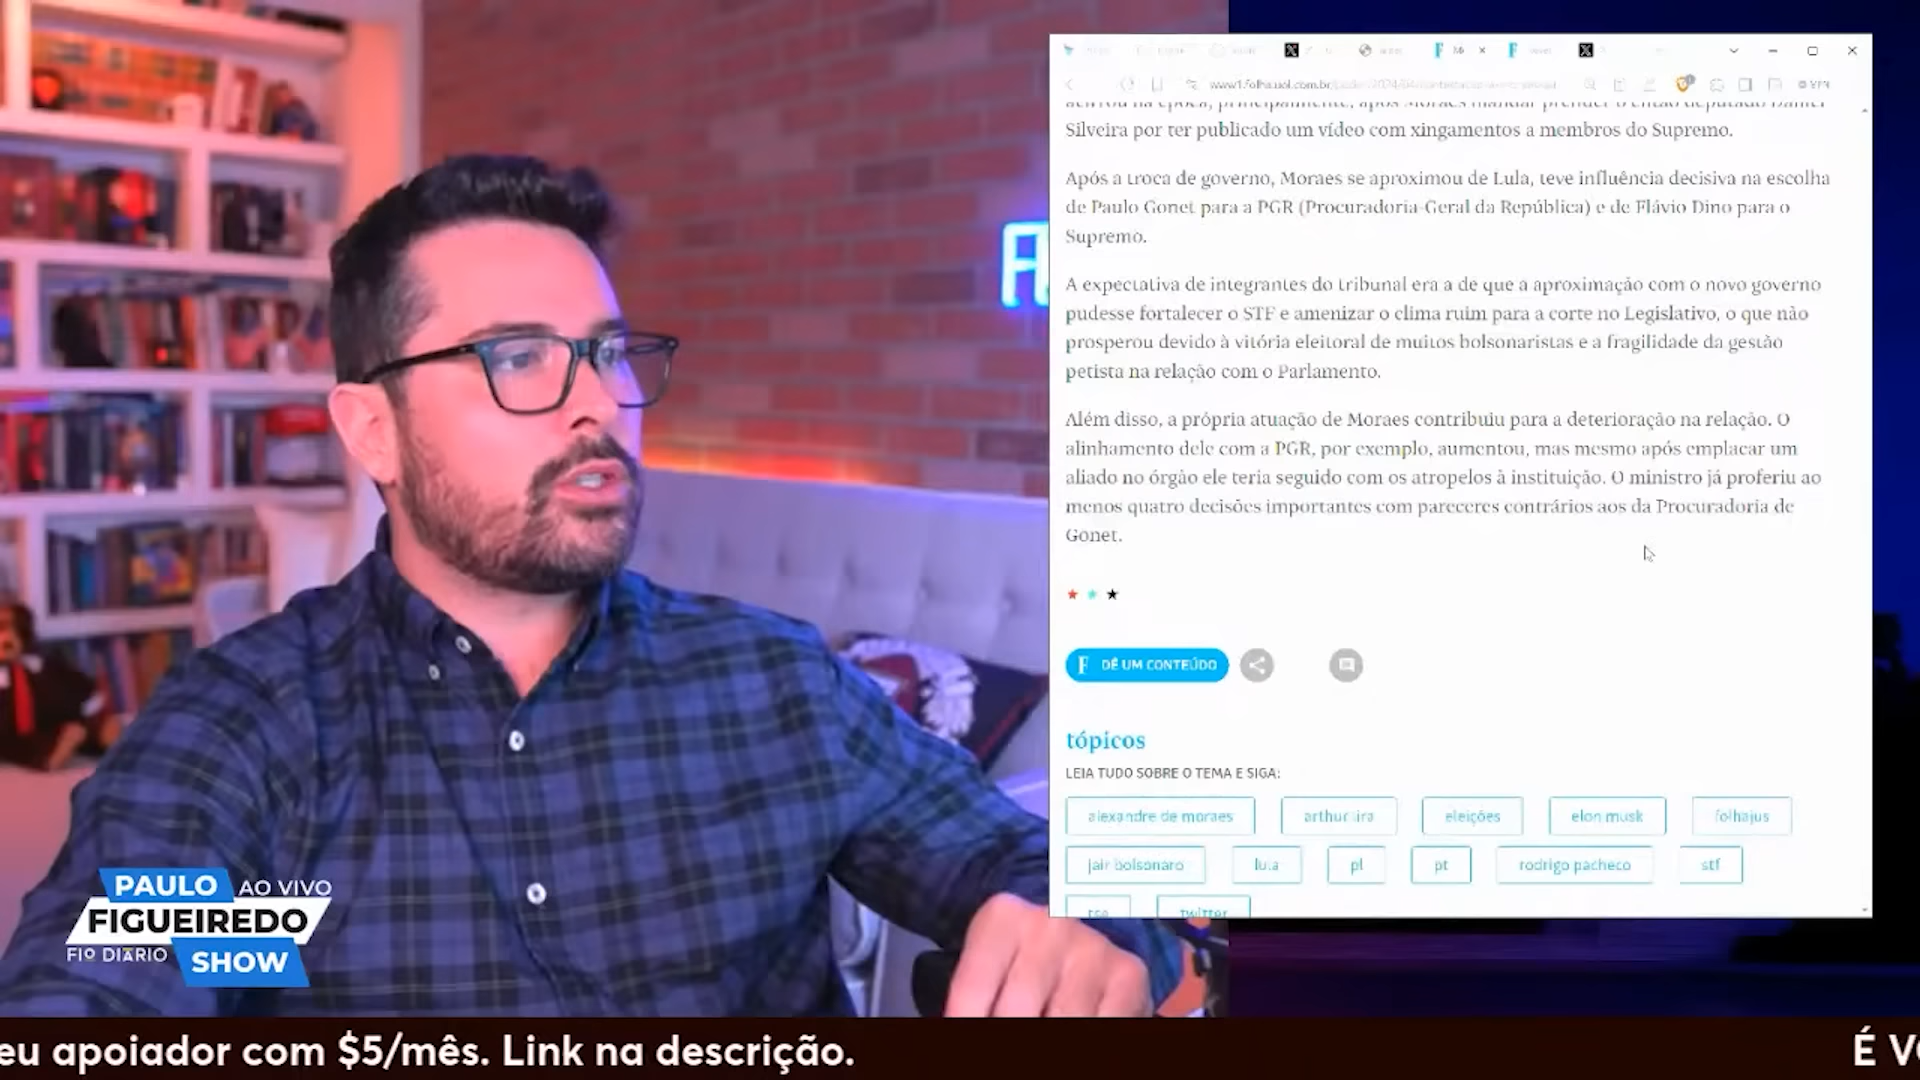 www1.folha.uol.com.br
Silveira por ter publicado um vídeo com xingamentos a membros do Supremo.
Após a troca de governo, Moraes se aproximou de Lula, teve influência decisiva na escolha
de Paulo Gonet para a PGR (Procuradoria-Geral da República) e de Flávio Dino para o
Supremo.
A expectativa de integrantes do tribunal era a de que a aproximação com o novo governo
pudesse fortalecer o STF e amenizar o clima ruim para a corte no Legislativo, o que não
prosperou devido à vitória eleitoral de muitos bolsonaristas e a fragilidade da gestão
petista na relação com o Parlamento.
Além disso, a própria atuação de Moraes contribuiu para a deterioração na relação. O
alinhamento dele com a PGR, por exemplo, aumentou, mas mesmo após emplacar um
aliado no órgão ele teria seguido com os atropelos à instituição. O ministro já proferiu ao
menos quatro decisões importantes com pareceres contrários aos da Procuradoria de
Gonet.
F DÊ UM CONTEÚDO
tópicos
LEIA TUDO SOBRE O TEMA E SIGA:
alexandre de moraes arthur lira eleições elon musk folhajus
jair bolsonaro lula pl pt rodrigo pacheco stf
tse twitter
PAULO AO VIVO
FIGUEIREDO
DIÁRIO SHOW
eu apoiador com $5/mês. Link na descrição. É